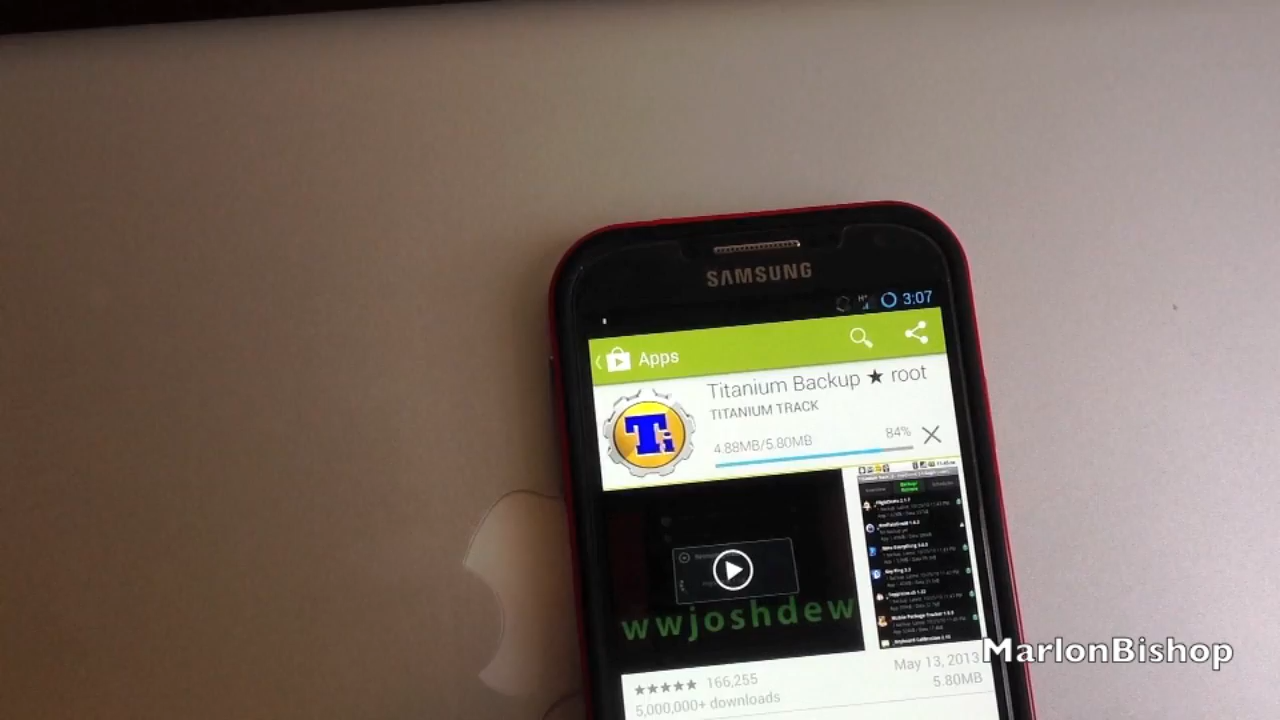 SAMSUNG
H+ 3:07
Apps
Titanium Backup ★ root
TITANIUM TRACK
4.88MB/5.80MB 84%
Ti
wwjoshdew
166,255
May 13, 2013
5,000,000+ downloads
5.80MB
MarlonBishop